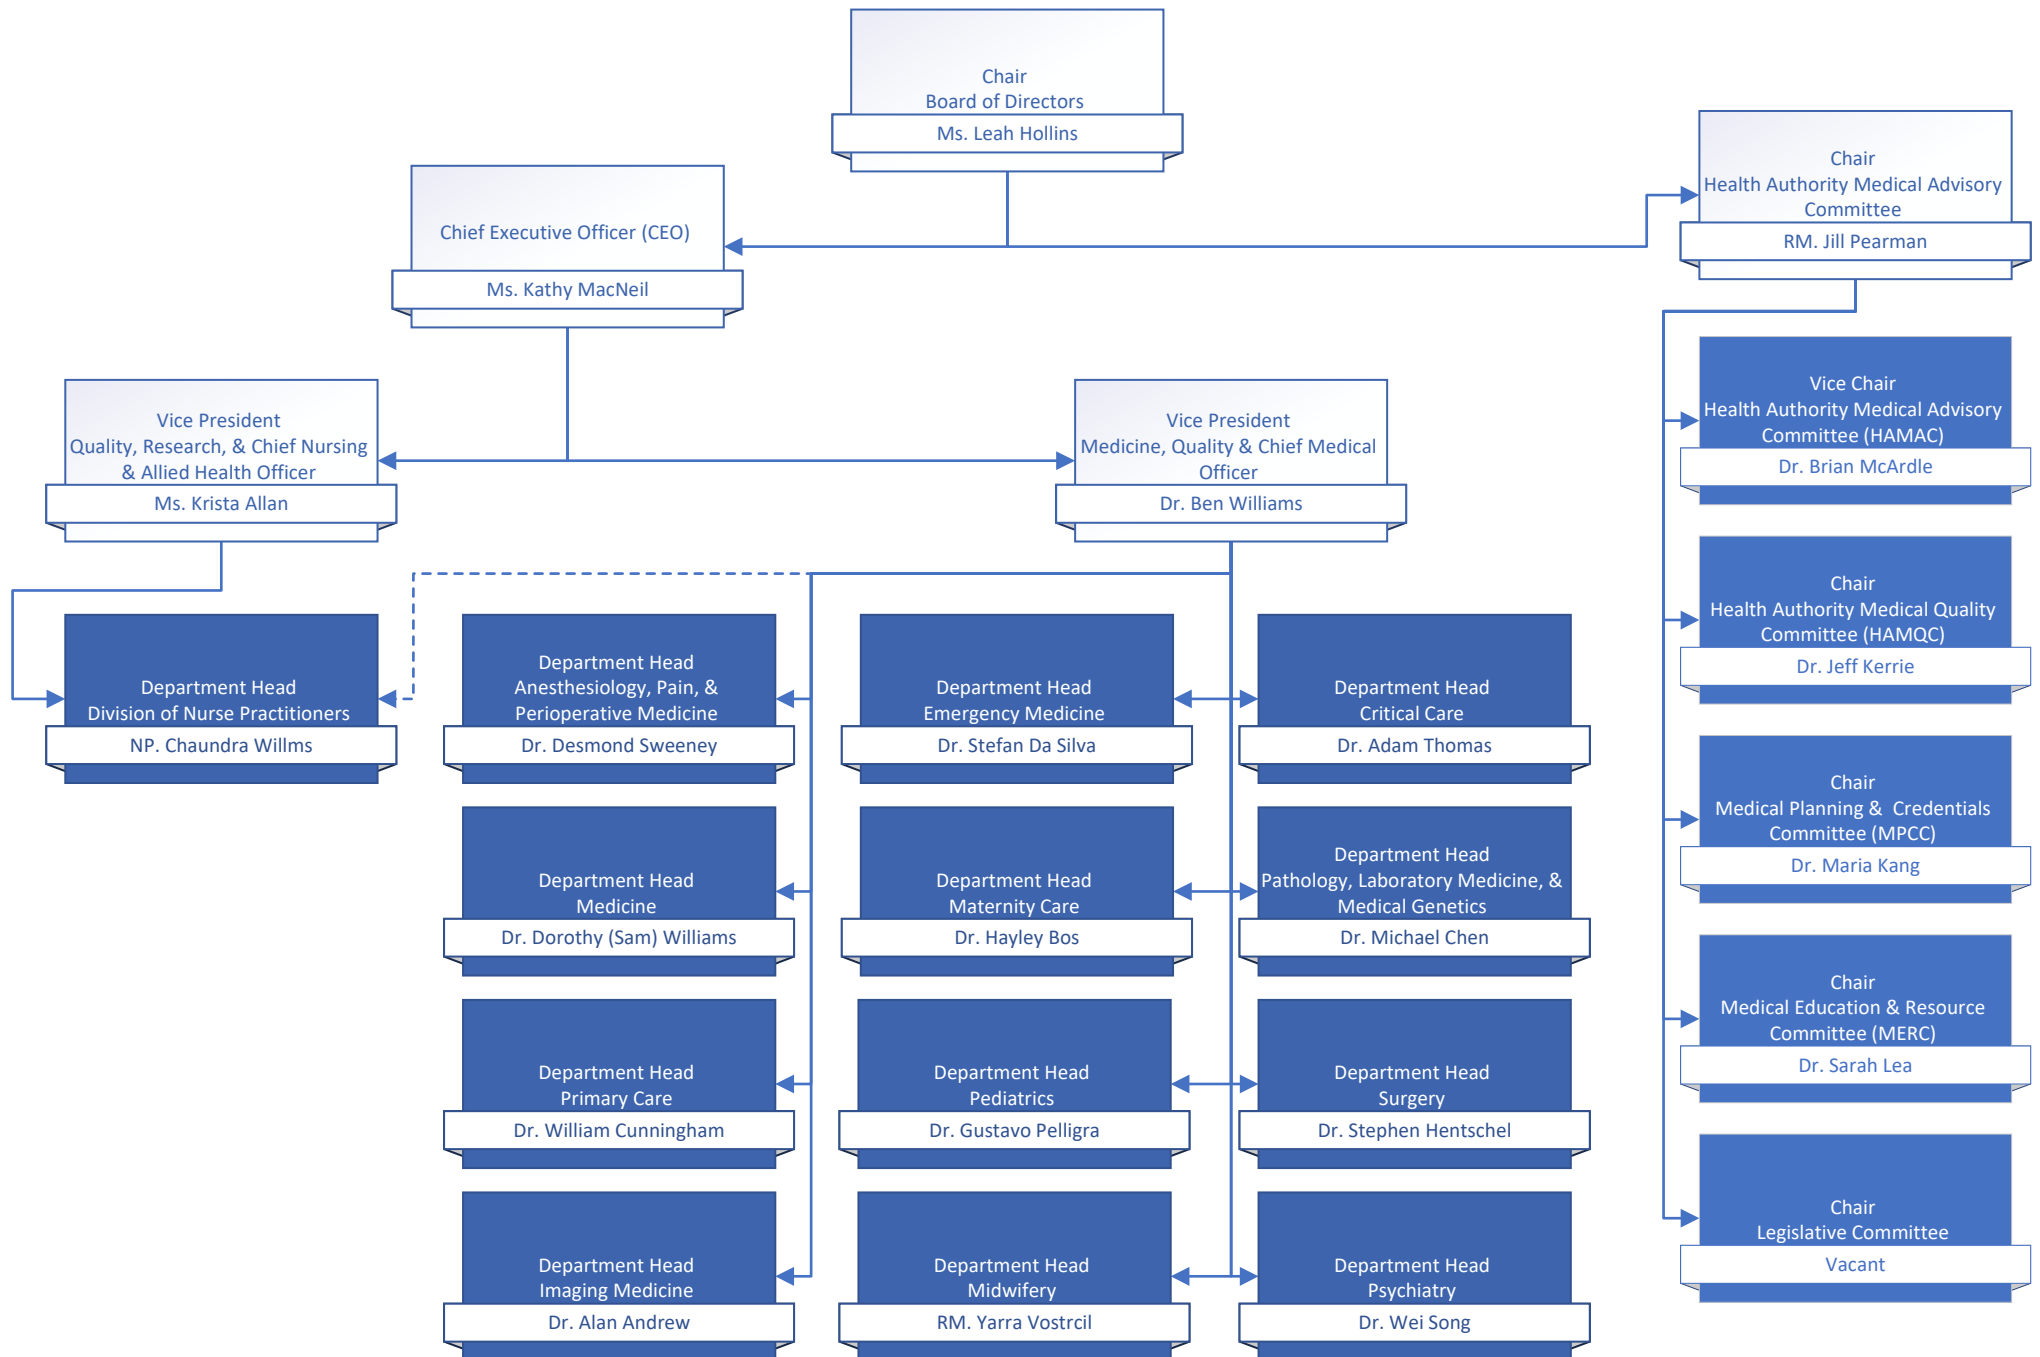 Chair
Board of Directors
Ms. Leah Hollins
Chair
Health Authority Medical Advisory
Committee
RM. Jill Pearman
Chief Executive Officer (CEO)
Ms. Kathy MacNeil
Vice President
Quality, Research, & Chief Nursing
& Allied Health Officer
Ms. Krista Allan
Vice President
Medicine, Quality & Chief Medical
Officer
Dr. Ben Williams
Vice Chair
Health Authority Medical Advisory
Committee (HAMAC)
Dr. Brian McArdle
Chair
Health Authority Medical Quality
Committee (HAMQC)
Dr. Jeff Kerrie
Chair
Medical Planning & Credentials
Committee (MPCC)
Dr. Maria Kang
Chair
Medical Education & Resource
Committee (MERC)
Dr. Sarah Lea
Chair
Legislative Committee
Vacant
Department Head
Division of Nurse Practitioners
NP. Chaundra Willms
Department Head
Anesthesiology, Pain, &
Perioperative Medicine
Dr. Desmond Sweeney
Department Head
Emergency Medicine
Dr. Stefan Da Silva
Department Head
Critical Care
Dr. Adam Thomas
Department Head
Medicine
Dr. Dorothy (Sam) Williams
Department Head
Maternity Care
Dr. Hayley Bos
Department Head
Pathology, Laboratory Medicine, &
Medical Genetics
Dr. Michael Chen
Department Head
Primary Care
Dr. William Cunningham
Department Head
Pediatrics
Dr. Gustavo Pelligra
Department Head
Surgery
Dr. Stephen Hentschel
Department Head
Imaging Medicine
Dr. Alan Andrew
Department Head
Midwifery
RM. Yarra Vostrcil
Department Head
Psychiatry
Dr. Wei Song